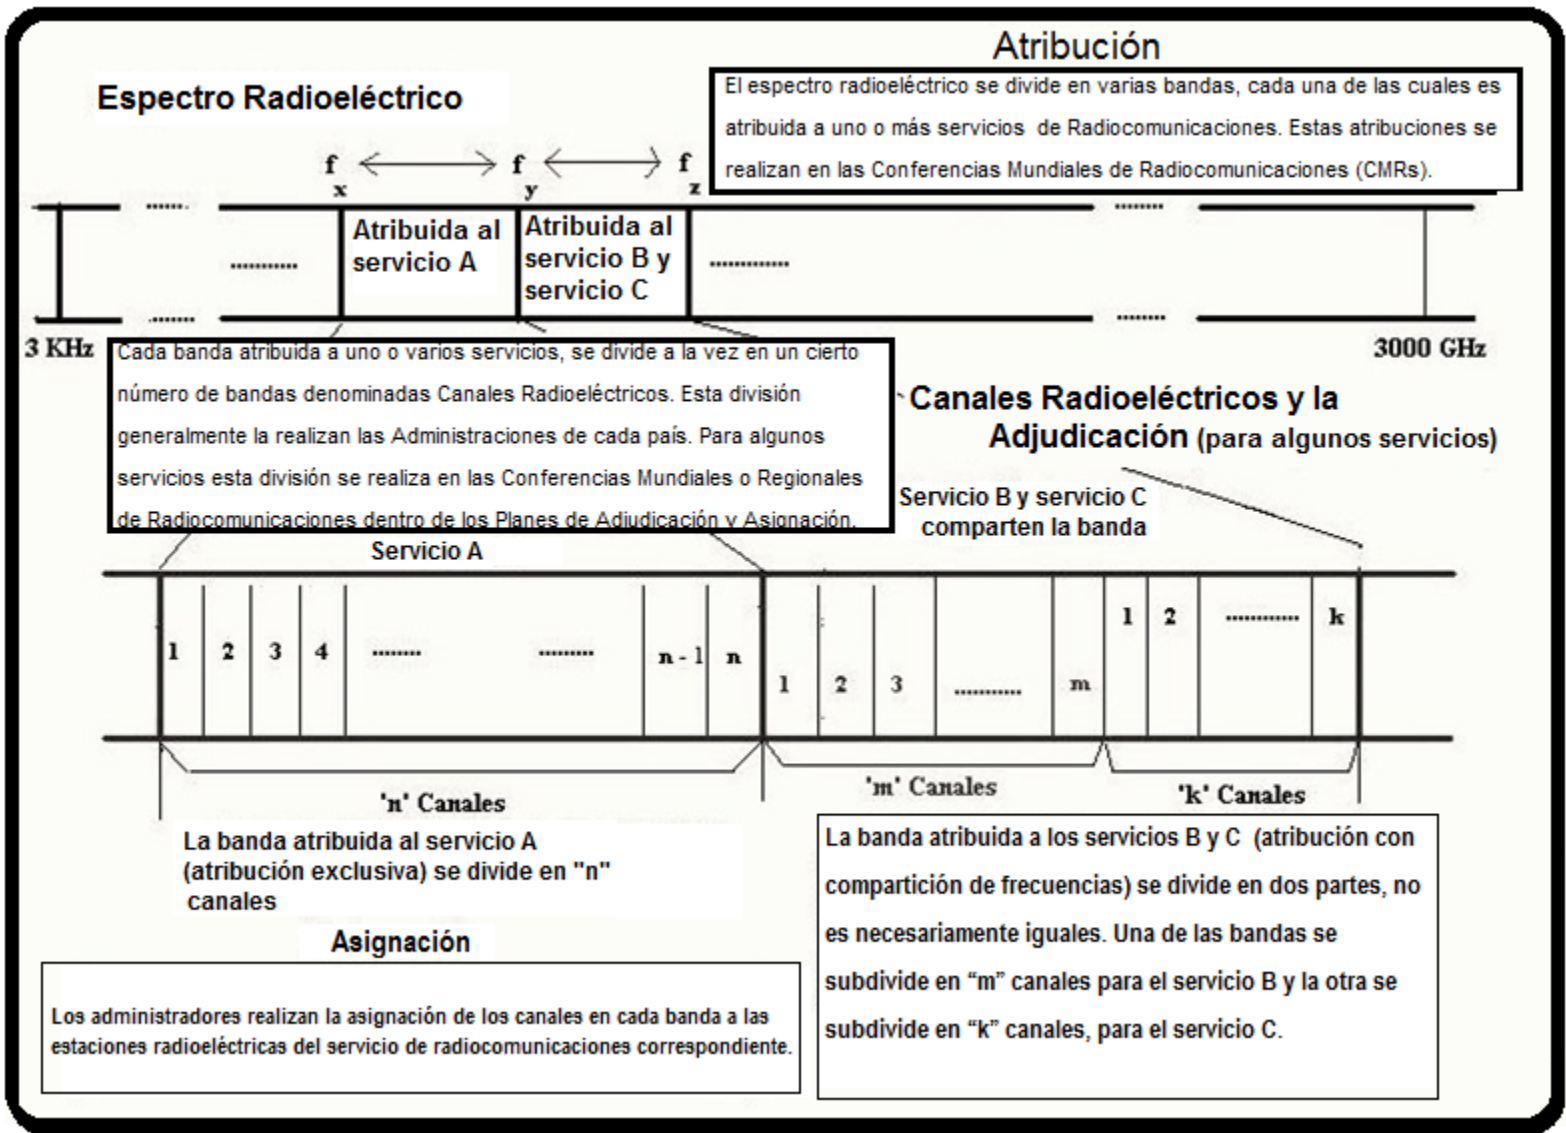 Atribución
Espectro Radioeléctrico
El espectro radioeléctrico se divide en varias bandas, cada una de las cuales es
atribuida a uno o más servicios de Radiocomunicaciones. Estas atribuciones se
realizan en las Conferencias Mundiales de Radiocomunicaciones (CMRs).
f x f y f z
........ ........
Atribuida al
servicio A
Atribuida al
servicio B y
servicio C
........... .............
........ ........
3 KHz
3000 GHz
Cada banda atribuida a uno o varios servicios, se divide a la vez en un cierto
número de bandas denominadas Canales Radioeléctricos. Esta división
generalmente la realizan las Administraciones de cada país. Para algunos
servicios esta división se realiza en las Conferencias Mundiales o Regionales
de Radiocomunicaciones dentro de los Planes de Adjudicación y Asignación.
Canales Radioeléctricos y la
Adjudicación (para algunos servicios)
Servicio B y servicio C
comparten la banda
Servicio A
1 2 3 4 ........ ......... n - 1 n
1 2 3 ........... m
1 2 ............ k
'n' Canales
'm' Canales
'k' Canales
La banda atribuida al servicio A
(atribución exclusiva) se divide en "n"
canales
La banda atribuida a los servicios B y C (atribución con
compartición de frecuencias) se divide en dos partes, no
es necesariamente iguales. Una de las bandas se
subdivide en “m” canales para el servicio B y la otra se
subdivide en “k” canales, para el servicio C.
Asignación
Los administradores realizan la asignación de los canales en cada banda a las
estaciones radioeléctricas del servicio de radiocomunicaciones correspondiente.